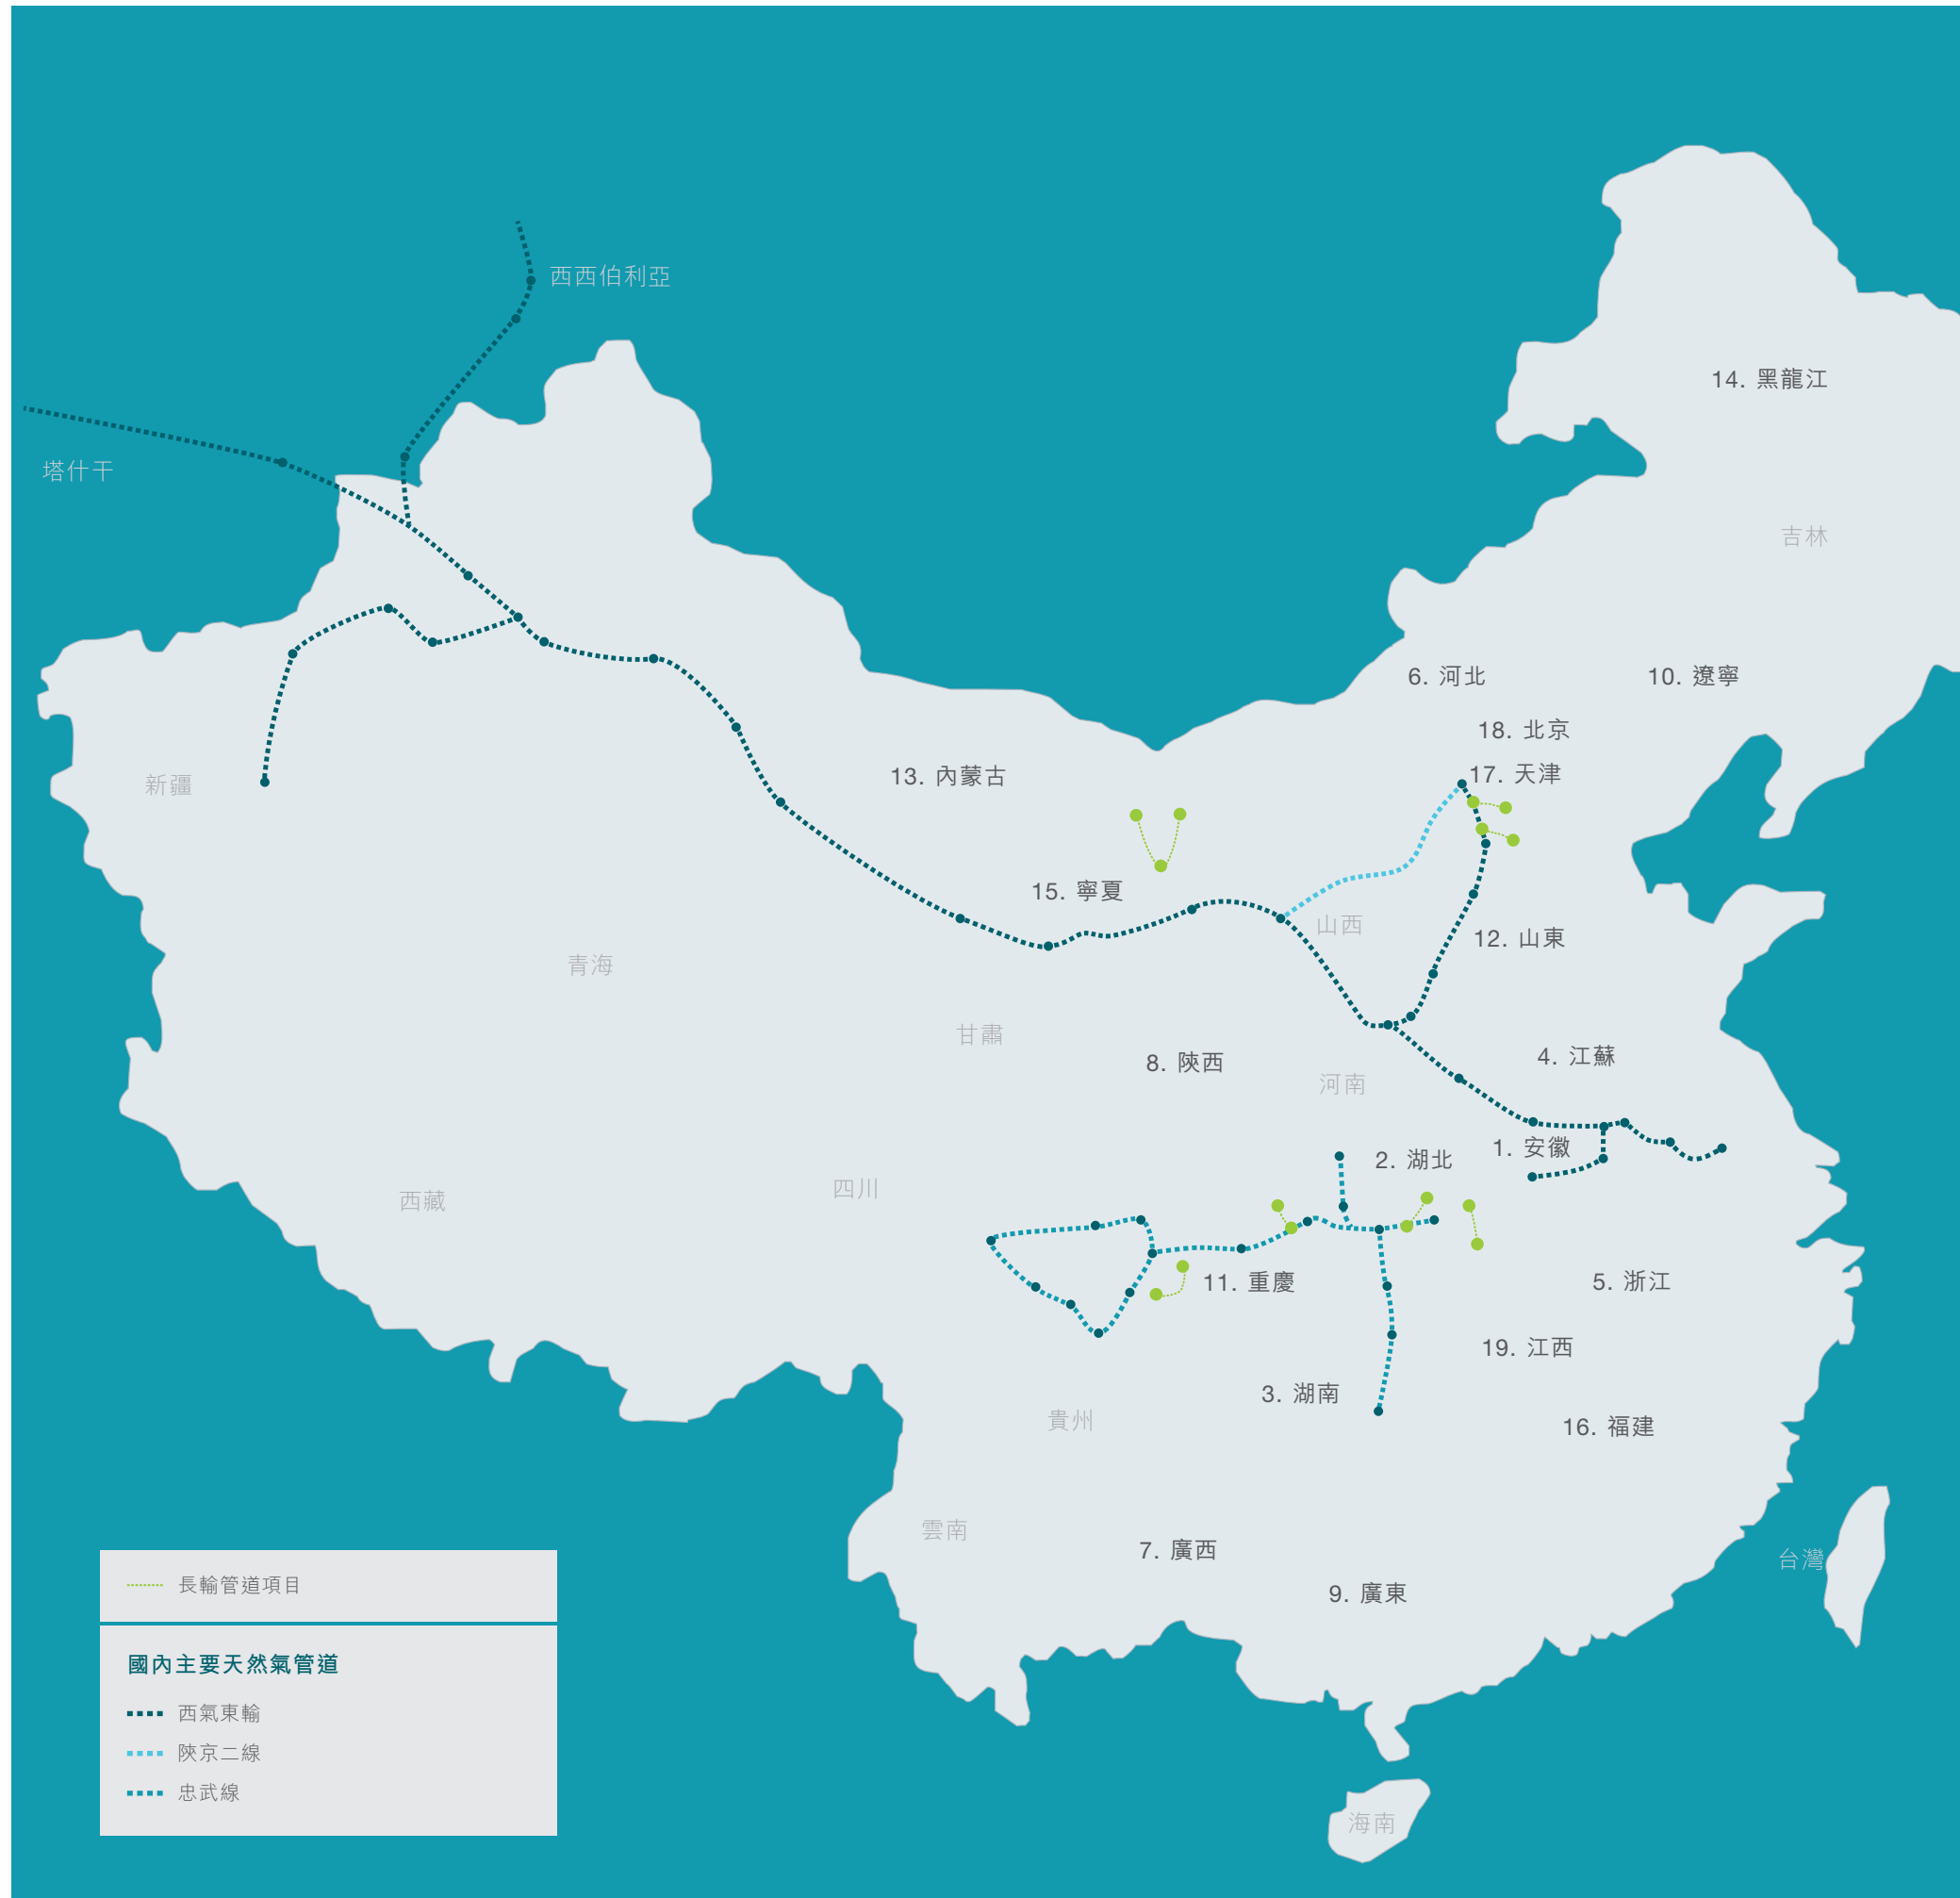 西西伯利亞
14. 黑龍江
塔什干
吉林
6. 河北
10. 遼寧
18. 北京
17. 天津
13. 內蒙古
新疆
15. 寧夏
山西
12. 山東
青海
甘肅
4. 江蘇
8. 陝西
河南
1. 安徽
2. 湖北
四川
西藏
11. 重慶
5. 浙江
19. 江西
3. 湖南
貴州
16. 福建
雲南
7. 廣西
台灣
9. 廣東
長輸管道項目
國內主要天然氣管道
西氣東輸
陝京二線
忠武線
海南